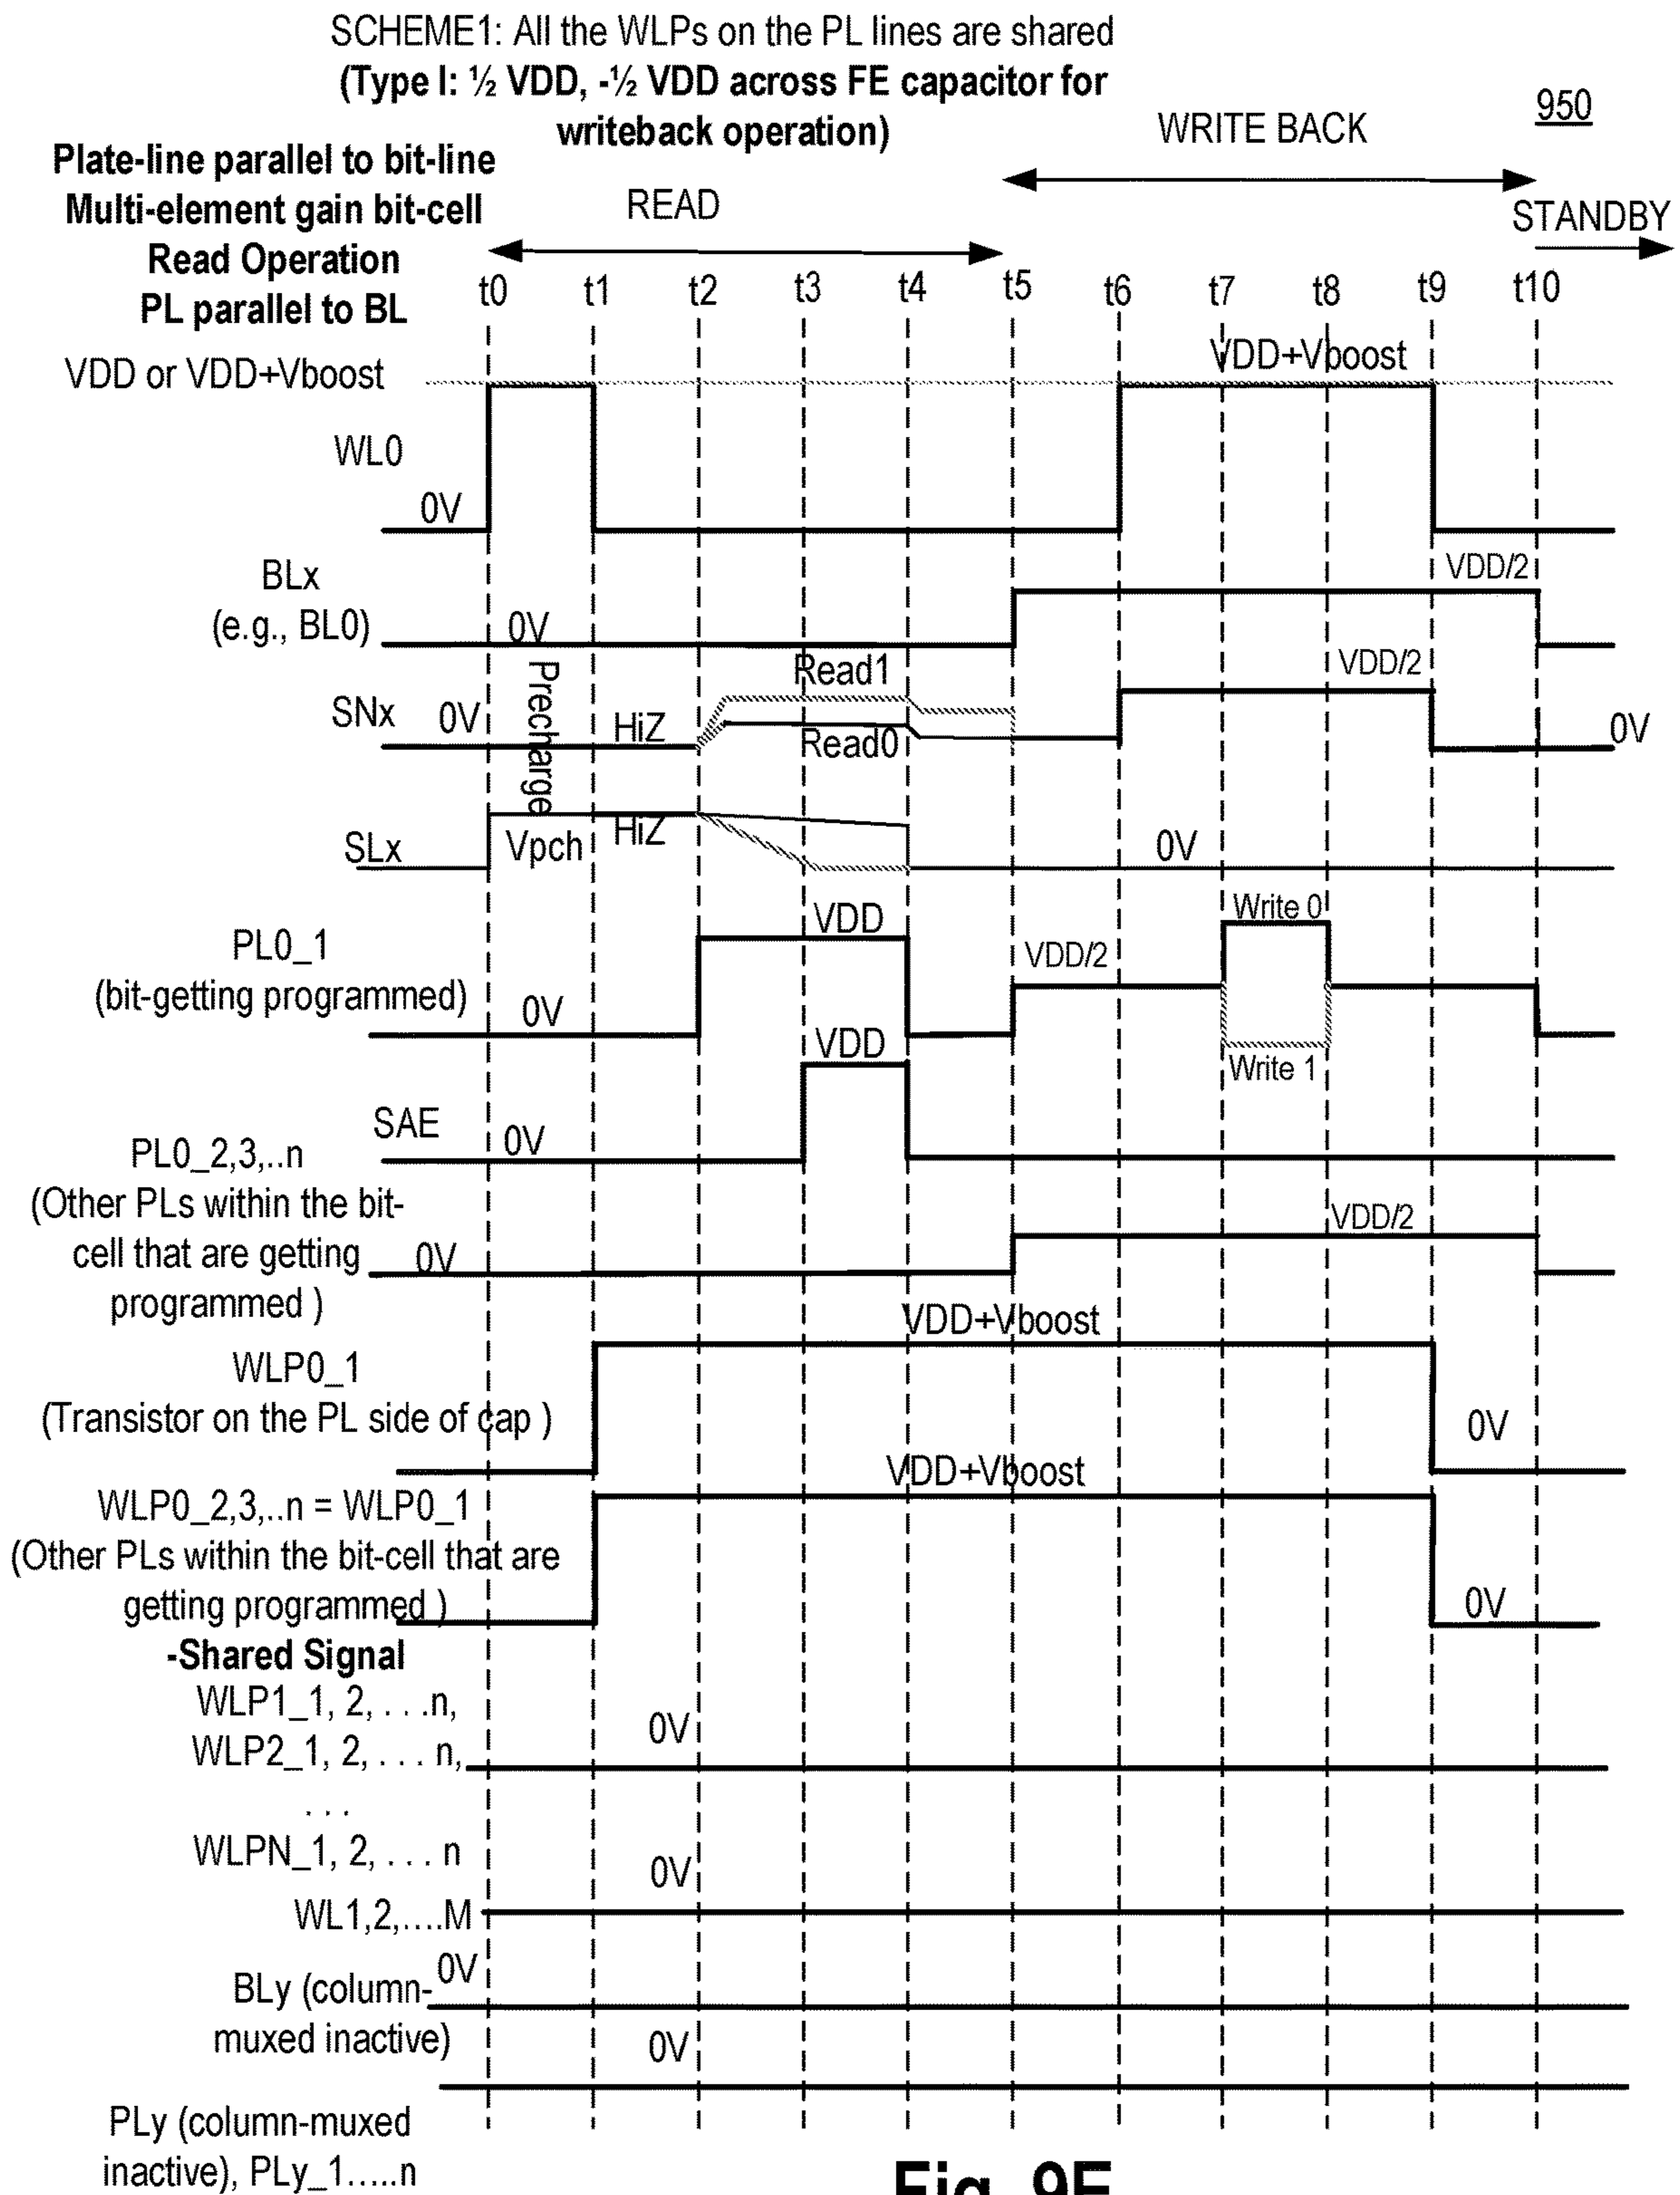 SCHEME1: All the WLPs on the PL lines are shared
(Type I: ½ VDD, -½ VDD across FE capacitor for
writeback operation)
950
WRITE BACK
Plate-line parallel to bit-line
Multi-element gain bit-cell
Read Operation
PL parallel to BL
READ
STANDBY
t0 t1 t2 t3 t4 t5 t6 t7 t8 t9 t10
VDD or VDD+Vboost
VDD+Vboost
WL0
0V
BLx
(e.g., BL0)
0V
VDD/2
Precharge
Read1
VDD/2
SNx
0V
HiZ
Read0
0V
SLx
Vpch
HiZ
0V
PL0_1
(bit-getting programmed)
0V
VDD
VDD/2
Write 0
Write 1
VDD
SAE
0V
PL0_2,3,..n
(Other PLs within the bit-
cell that are getting
programmed )
0V
VDD/2
VDD+Vboost
WLP0_1
(Transistor on the PL side of cap )
0V
VDD+Vboost
WLP0_2,3,..n = WLP0_1
(Other PLs within the bit-cell that are
getting programmed )
0V
-Shared Signal
WLP1_1, 2, . . .n,
0V
WLP2_1, 2, . . . n,
. . .
WLPN_1, 2, . . . n
0V
WL1,2,....M
0V
BLy (column-
muxed inactive)
0V
PLy (column-muxed
inactive), PLy_1.....n
Fig. 9E